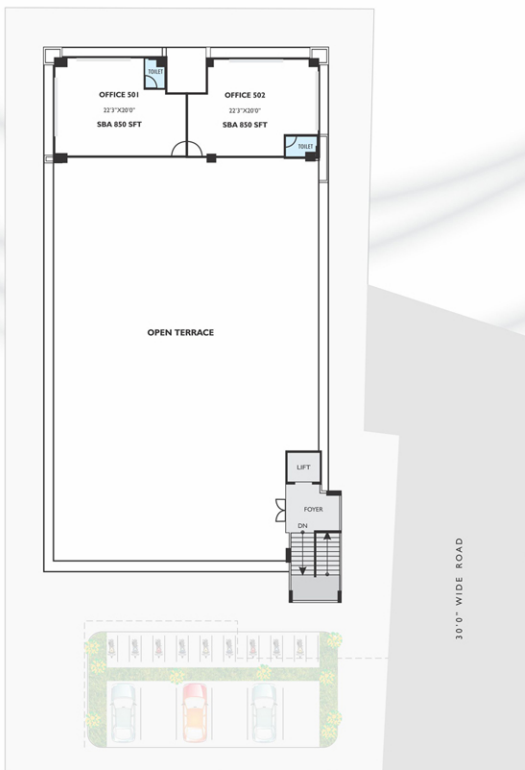 TOILET
OFFICE 501
22'3"X20'0"
SBA 850 SFT
OFFICE 502
22'3"X20'0"
SBA 850 SFT
TOILET
OPEN TERRACE
LIFT
FOYER
DN
30'0" WIDE ROAD